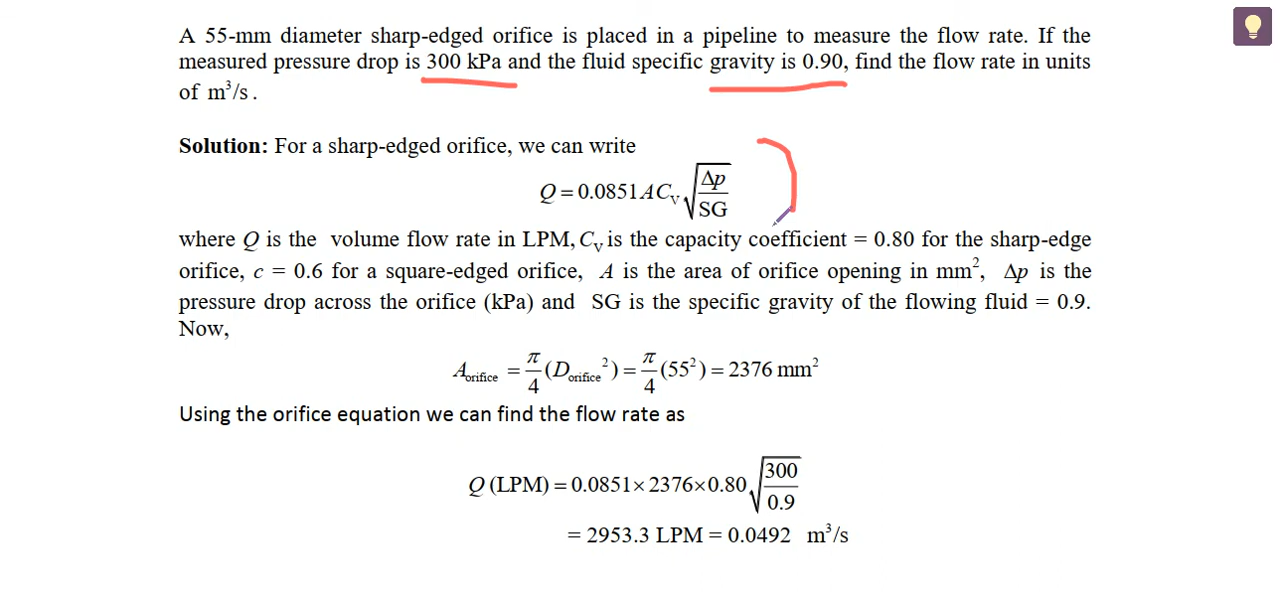 A 55-mm diameter sharp-edged orifice is placed in a pipeline to measure the flow rate. If the
measured pressure drop is 300 kPa and the fluid specific gravity is 0.90, find the flow rate in units
of m³/s.
Solution: For a sharp-edged orifice, we can write
Q = 0.0851 A C_v √(Δp/SG)
where Q is the volume flow rate in LPM, C_v is the capacity coefficient = 0.80 for the sharp-edge
orifice, c = 0.6 for a square-edged orifice, A is the area of orifice opening in mm², Δp is the
pressure drop across the orifice (kPa) and SG is the specific gravity of the flowing fluid = 0.9.
Now,
A_orifice = π/4 (D_orifice²) = π/4 (55²) = 2376 mm²
Using the orifice equation we can find the flow rate as
Q (LPM) = 0.0851 × 2376 × 0.80 √(300/0.9)
= 2953.3 LPM = 0.0492 m³/s